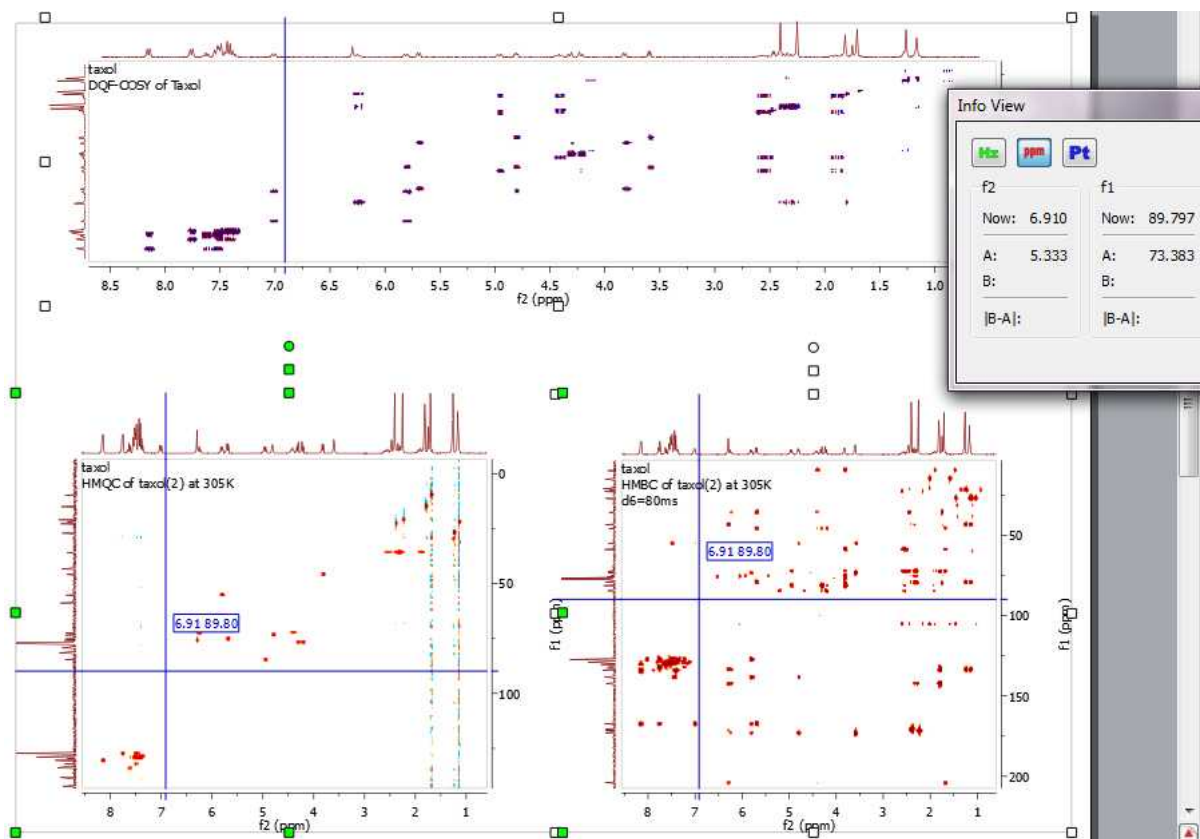 taxol
DQF-COSY of Taxol
8.5 8.0 7.5 7.0 6.5 6.0 5.5 5.0 4.5 4.0 3.5 3.0 2.5 2.0 1.5 1.0
f2 (ppm)
Info View
Hz ppm Pt
f2 f1
Now: 6.910 Now: 89.797
A: 5.333 A: 73.383
B: B:
|B-A|: |B-A|:
taxol
HMQC of taxol(2) at 305K
6.91 89.80
0
50
100
f1 (ppm)
8 7 6 5 4 3 2 1
f2 (ppm)
taxol
HMBC of taxol(2) at 305K
d6=80ms
6.91 89.80
50
100
150
200
f1 (ppm)
8 7 6 5 4 3 2 1
f2 (ppm)